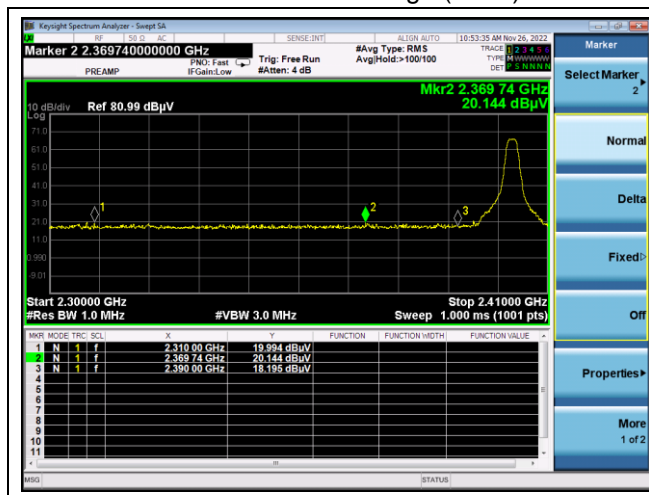 Keysight Spectrum Analyzer - Swept SA
RF 50 Ω AC SENSE:INT ALIGN AUTO 10:53:35 AM Nov 26, 2022
Marker 2 2.369740000000 GHz
PREAMP
PNO: Fast
IFGain:Low
Trig: Free Run
#Atten: 4 dB
#Avg Type: RMS
Avg|Hold:>100/100
TRACE 1 2 3 4 5 6
TYPE M WWWWW
DET P S N N N N
Mkr2 2.369 74 GHz
20.144 dBµV
10 dB/div Ref 80.99 dBµV
Log
71.0
61.0
51.0
41.0
31.0
21.0
11.0
0.990
-9.01
1
2
3
Start 2.30000 GHz Stop 2.41000 GHz
#Res BW 1.0 MHz #VBW 3.0 MHz Sweep 1.000 ms (1001 pts)
MKR MODE TRC SCL X Y FUNCTION FUNCTION WIDTH FUNCTION VALUE
1 N 1 f 2.310 00 GHz 19.994 dBuV
2 N 1 f 2.369 74 GHz 20.144 dBuV
3 N 1 f 2.390 00 GHz 18.195 dBuV
4
5
6
7
8
9
10
11
MSG STATUS
Marker
Select Marker
2
Normal
Delta
Fixed
Off
Properties
More
1 of 2